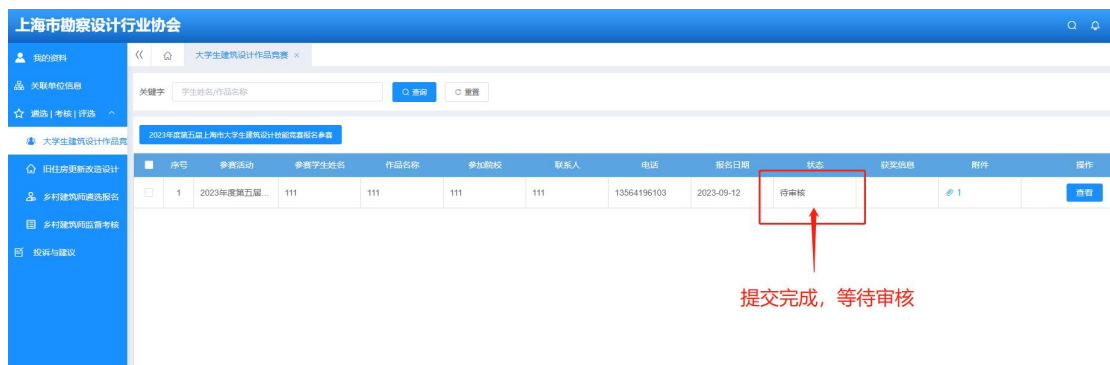 上海市勘察设计行业协会
我的资料
大学生建筑设计作品竞赛 ×
关联单位信息
关键字 学生姓名/作品名称 查询 重置
遴选|考核|评选
2023年度第五届上海市大学生建筑设计技能竞赛报名参赛
大学生建筑设计作品竞
序号 参赛活动 参赛学生姓名 作品名称 参加院校 联系人 电话 报名日期 状态 获奖信息 附件 操作
旧住房更新改造设计
1 2023年度第五届... 111 111 111 111 13564196103 2023-09-12 待审核 1 查看
乡村建筑师遴选报名
乡村建筑师监督考核
投诉与建议
提交完成，等待审核